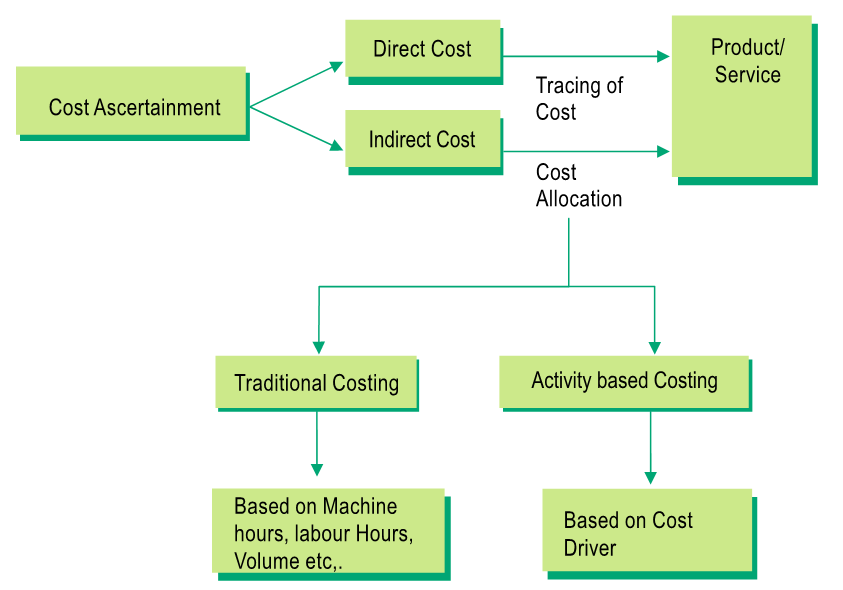 Cost Ascertainment
Direct Cost
Indirect Cost
Tracing of
Cost
Cost
Allocation
Product/
Service
Traditional Costing
Activity based Costing
Based on Machine
hours, labour Hours,
Volume etc,.
Based on Cost
Driver